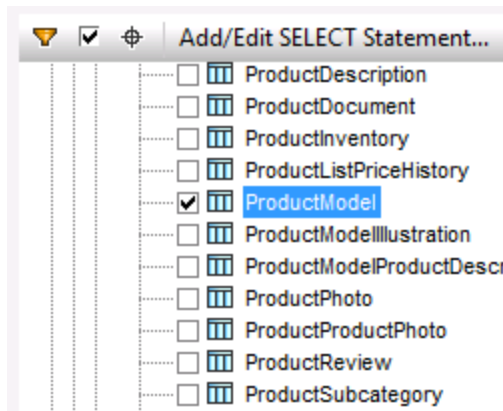 Add/Edit SELECT Statement...
ProductDescription
ProductDocument
ProductInventory
ProductListPriceHistory
ProductModel
ProductModelIllustration
ProductModelProductDescr
ProductPhoto
ProductProductPhoto
ProductReview
ProductSubcategory